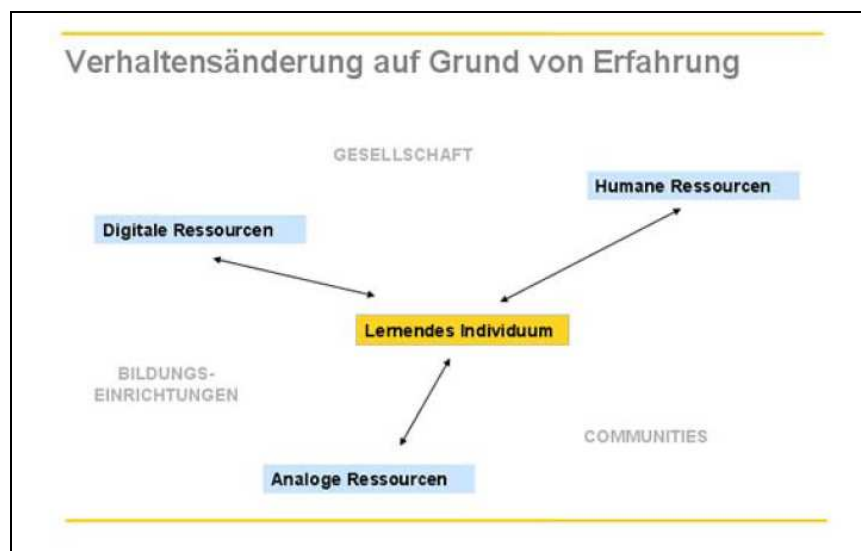 Verhaltensänderung auf Grund von Erfahrung
GESELLSCHAFT
Humane Ressourcen
Digitale Ressourcen
Lernendes Individuum
BILDUNGS-
EINRICHTUNGEN
COMMUNITIES
Analoge Ressourcen